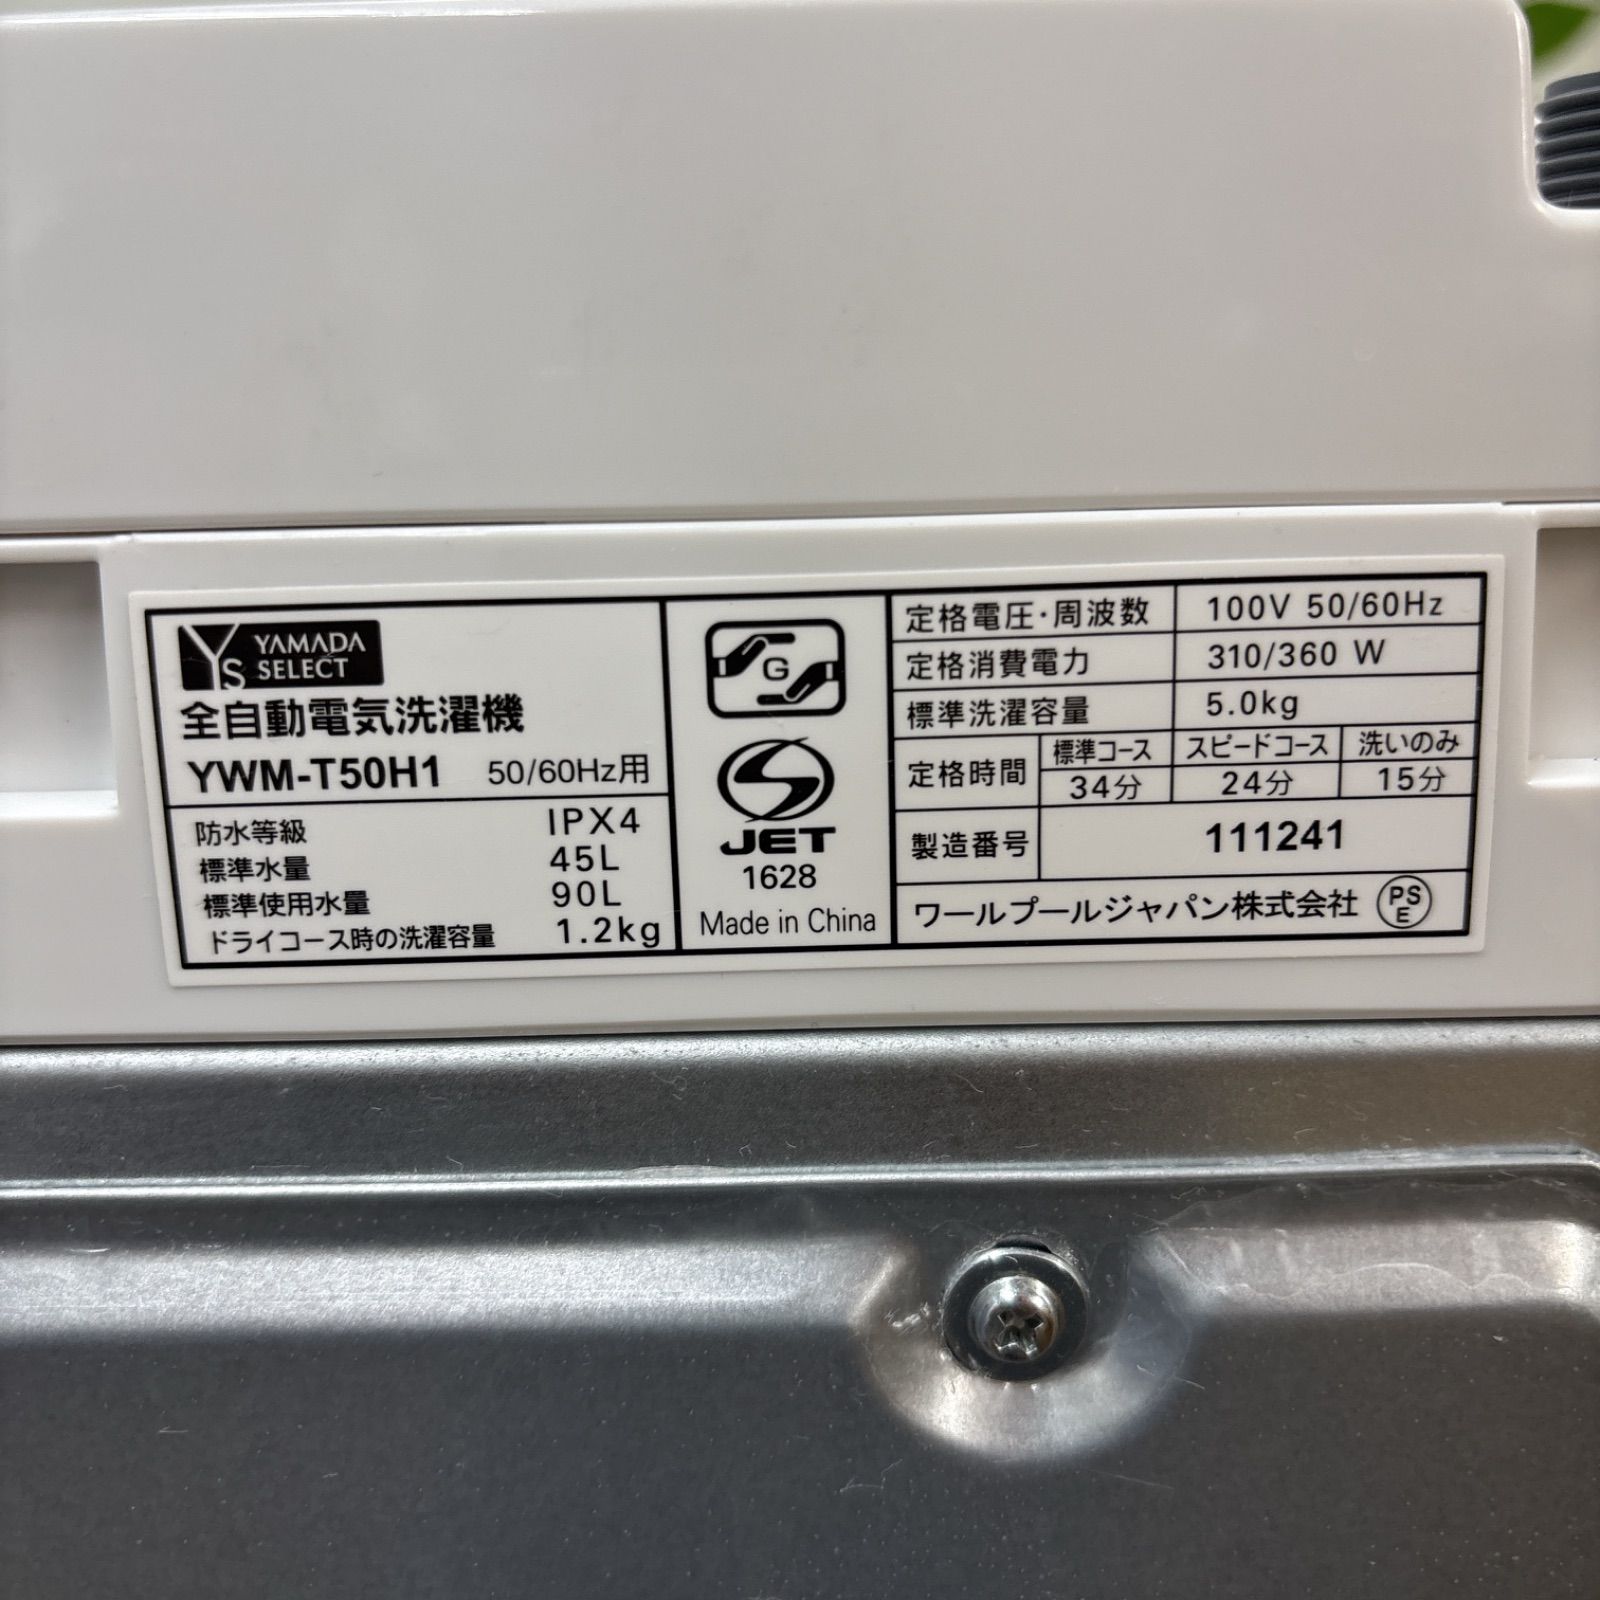 YS YAMADA SELECT
全自動電気洗濯機
YWM-T50H1 50/60Hz用
防水等級 IPX4
標準水量 45L
標準使用水量 90L
ドライコース時の洗濯容量 1.2kg
G
S
JET
1628
Made in China
定格電圧・周波数 100V 50/60Hz
定格消費電力 310/360 W
標準洗濯容量 5.0kg
定格時間 標準コース スピードコース 洗いのみ
34分 24分 15分
製造番号 111241
ワールプールジャパン株式会社 PSE